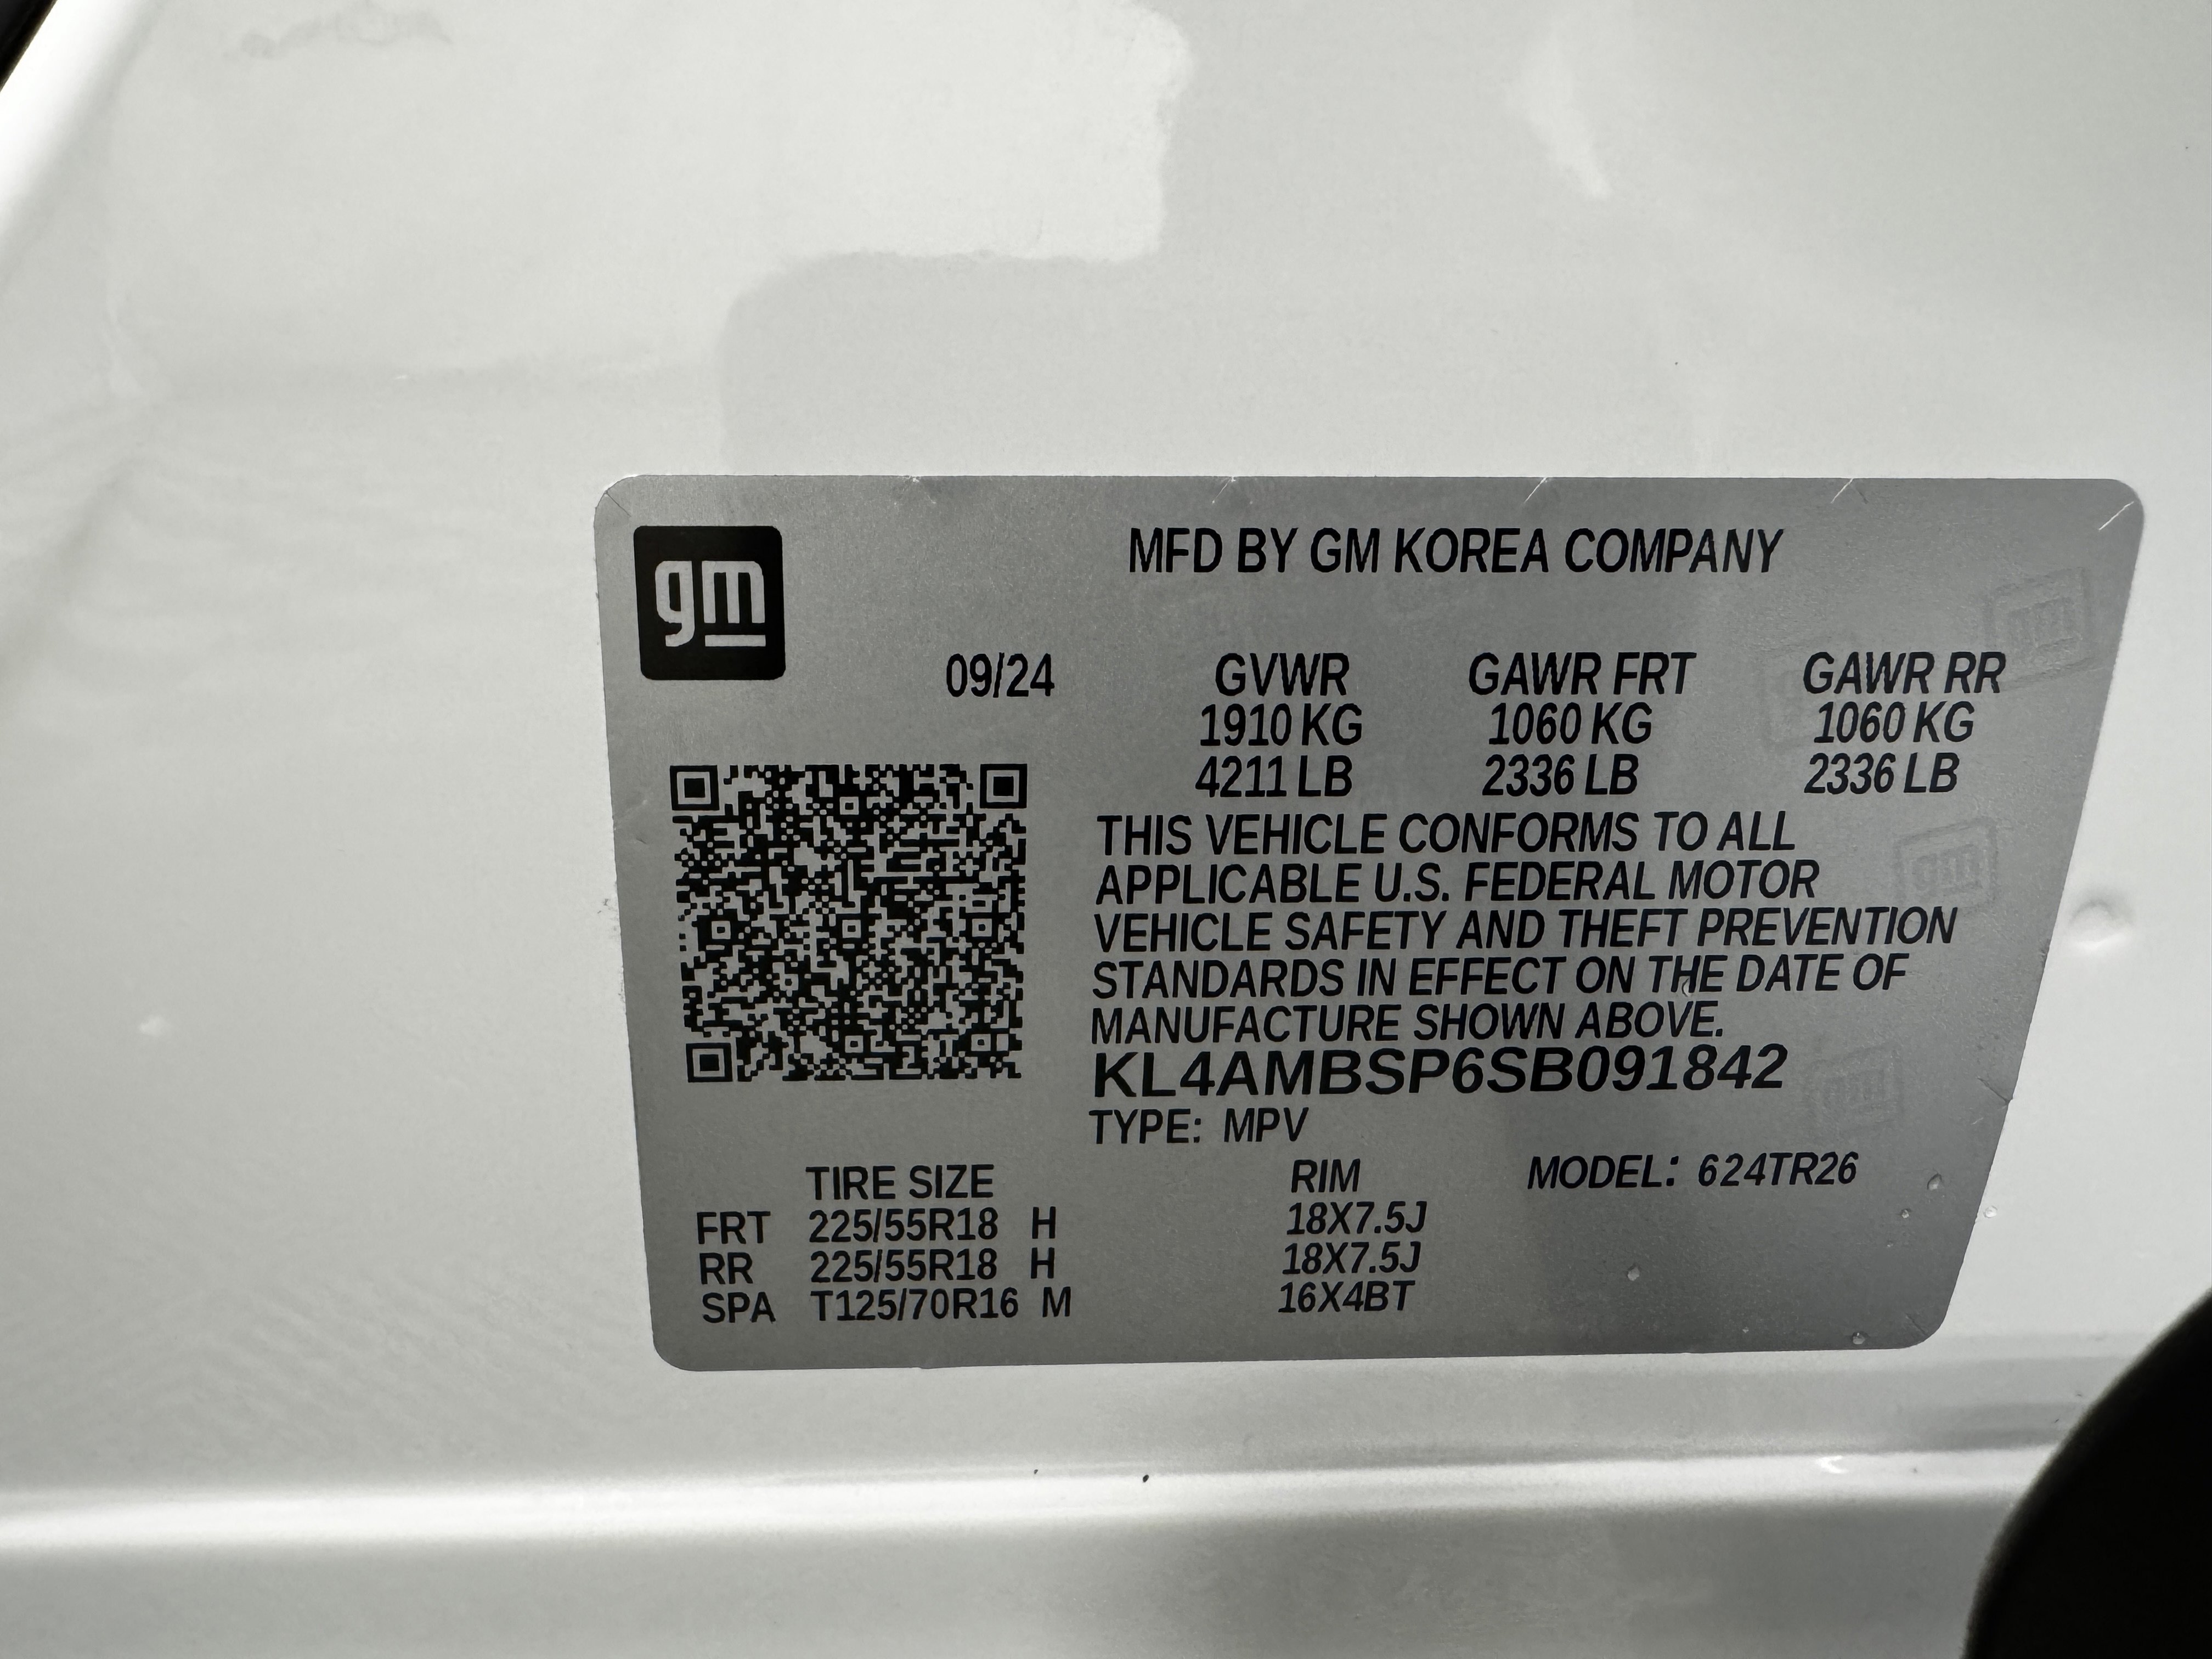 gm
MFD BY GM KOREA COMPANY
09/24 GVWR GAWR FRT GAWR RR
1910 KG 1060 KG 1060 KG
4211 LB 2336 LB 2336 LB
THIS VEHICLE CONFORMS TO ALL
APPLICABLE U.S. FEDERAL MOTOR
VEHICLE SAFETY AND THEFT PREVENTION
STANDARDS IN EFFECT ON THE DATE OF
MANUFACTURE SHOWN ABOVE.
KL4AMBSP6SB091842
TYPE: MPV
TIRE SIZE RIM MODEL: 624TR26
FRT 225/55R18 H 18X7.5J
RR 225/55R18 H 18X7.5J
SPA T125/70R16 M 16X4BT